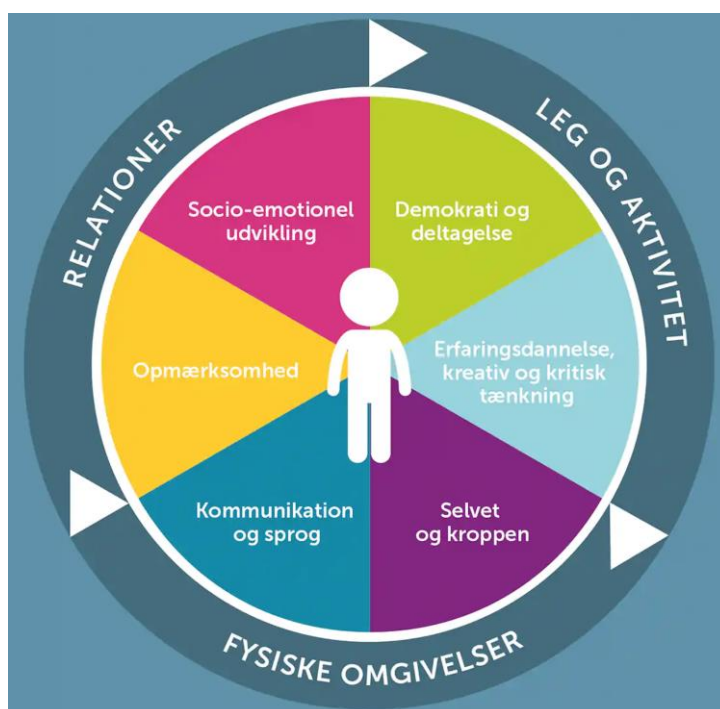 RELATIONER
LEG OG AKTIVITET
Socio-emotionel
udvikling
Demokrati og
deltagelse
Opmærksomhed
Erfaringsdannelse,
kreativ og kritisk
tænkning
Kommunikation
og sprog
Selvet
og kroppen
FYSISKE OMGIVELSER